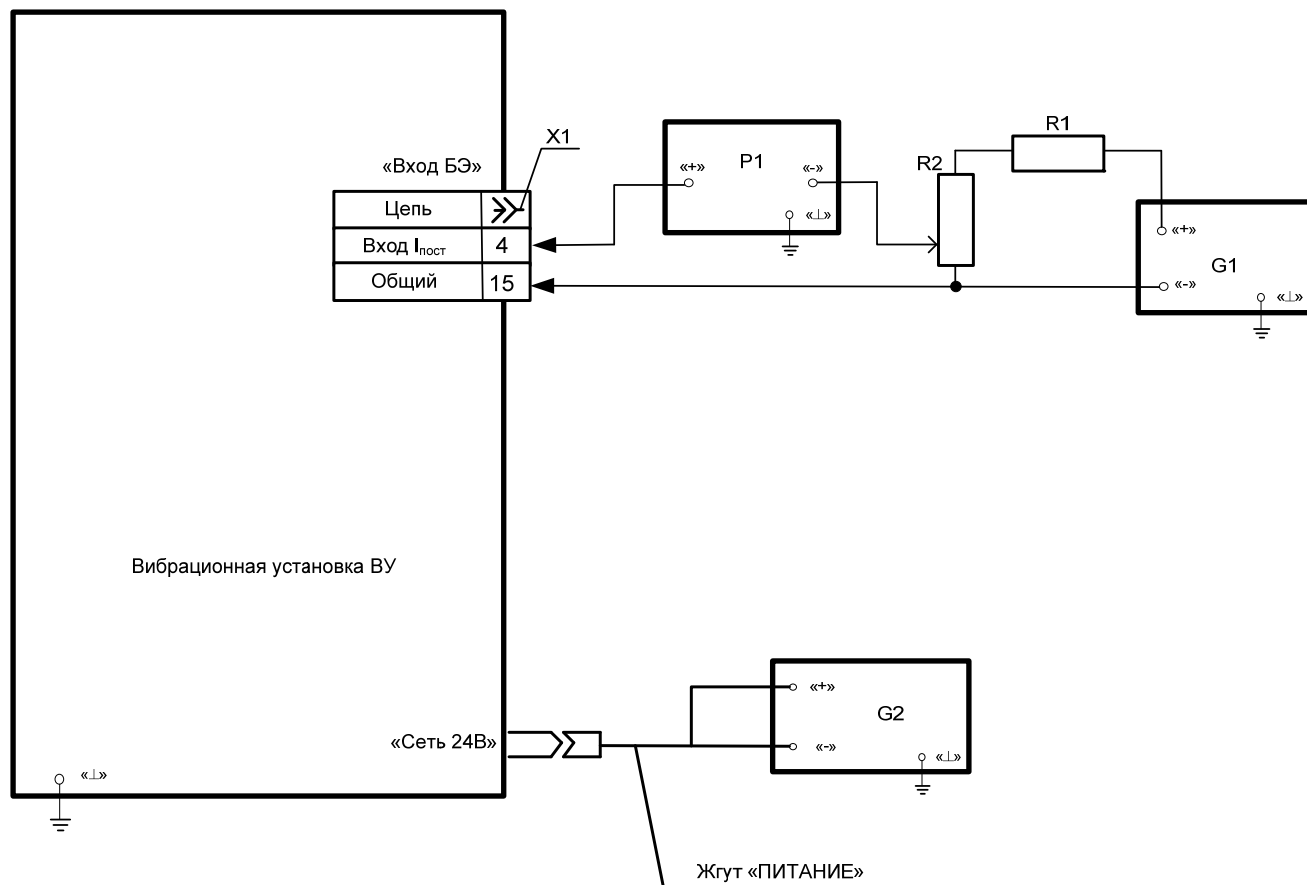 X1
«Вход БЭ»
Цепь
Вход Iпост 4
Общий 15
P1
«+»
«-»
«⊥»
R2
R1
«+»
G1
«-»
«⊥»
Вибрационная установка ВУ
«Сеть 24В»
«+»
G2
«-»
«⊥»
«⊥»
Жгут «ПИТАНИЕ»